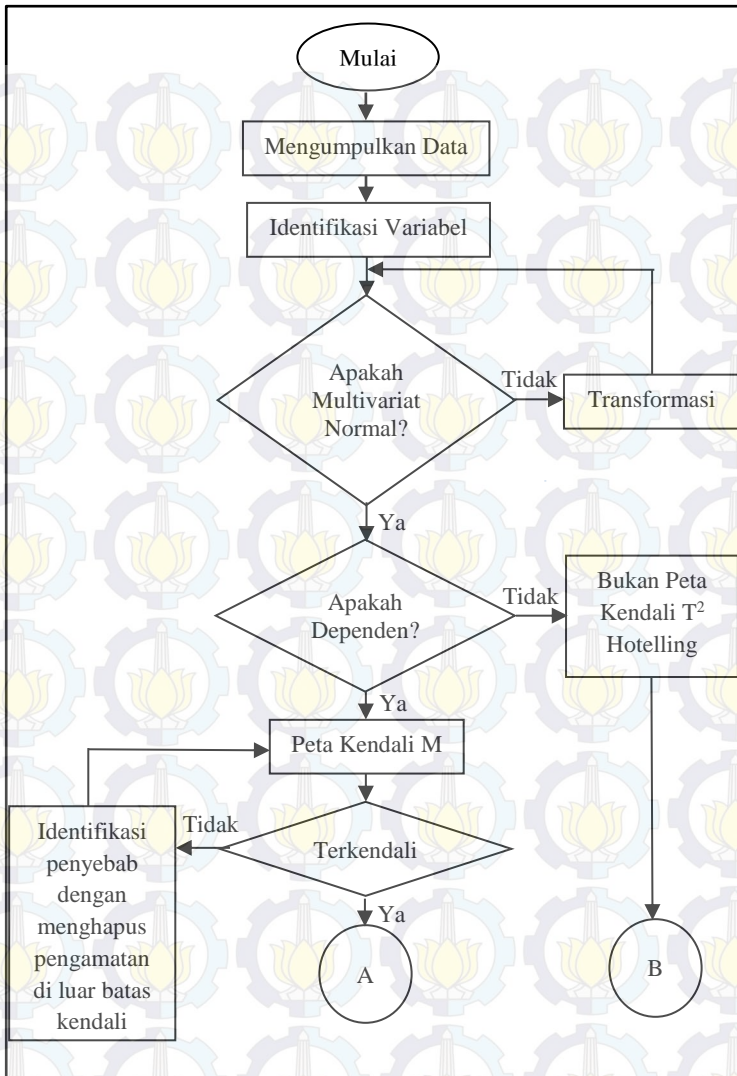 Mulai
Mengumpulkan Data
Identifikasi Variabel
Apakah
Multivariat
Normal?
Tidak
Transformasi
Ya
Apakah
Dependen?
Tidak
Bukan Peta
Kendali T²
Hotelling
Ya
Peta Kendali M
Identifikasi
penyebab
dengan
menghapus
pengamatan
di luar batas
kendali
Tidak
Terkendali
Ya
A
B